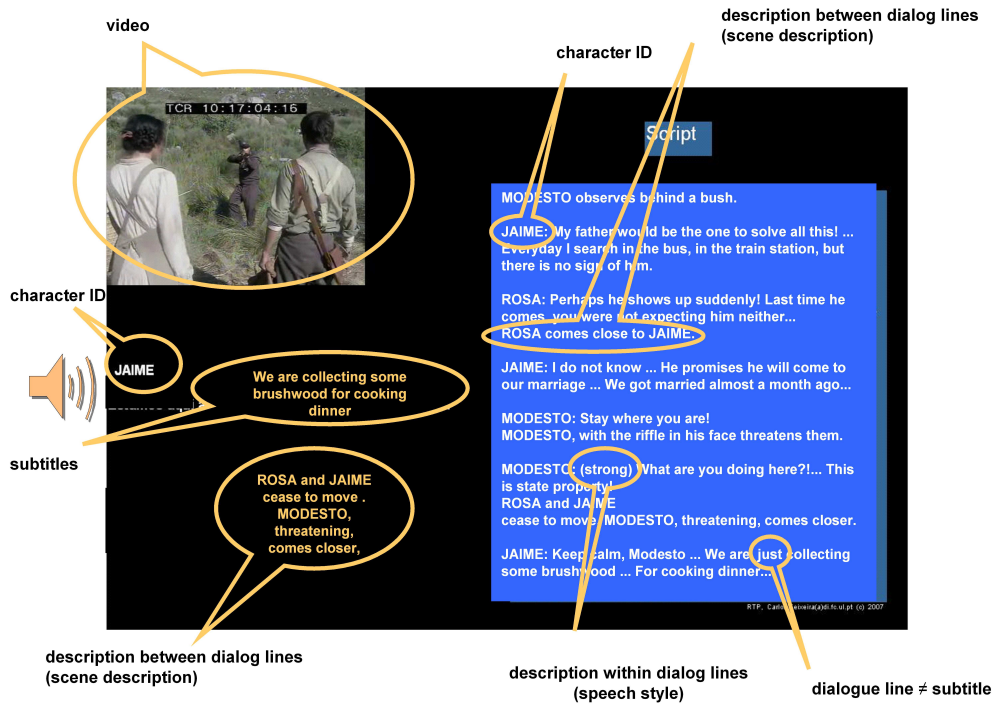 video
description between dialog lines
(scene description)
character ID
TCR 10:17:04:16
Script
MODESTO observes behind a bush.
JAIME: My father would be the one to solve all this! ...
Everyday I search in the bus, in the train station, but
there is no sign of him.
ROSA: Perhaps he shows up suddenly! Last time he
comes, you were not expecting him neither...
ROSA comes close to JAIME.
JAIME: I do not know ... He promises he will come to
our marriage ... We got married almost a month ago...
MODESTO: Stay where you are!
MODESTO, with the riffle in his face threatens them.
MODESTO: (strong) What are you doing here?!... This
is state property!
ROSA and JAIME
cease to move. MODESTO, threatening, comes closer.
JAIME: Keep calm, Modesto ... We are just collecting
some brushwood ... For cooking dinner...
RTP, Carlos Teixeira(a)di.fc.ul.pt (c) 2007
character ID
JAIME
We are collecting some
brushwood for cooking
dinner
subtitles
ROSA and JAIME
cease to move .
MODESTO,
threatening,
comes closer,
description between dialog lines
(scene description)
description within dialog lines
(speech style)
dialogue line ≠ subtitle